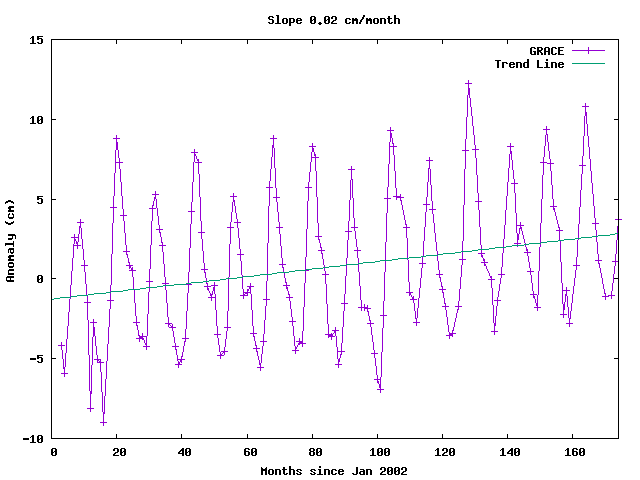 Slope 0.02 cm/month
15
GRACE
Trend Line
10
5
Anomaly (cm)
0
-5
-10
0 20 40 60 80 100 120 140 160
Months since Jan 2002